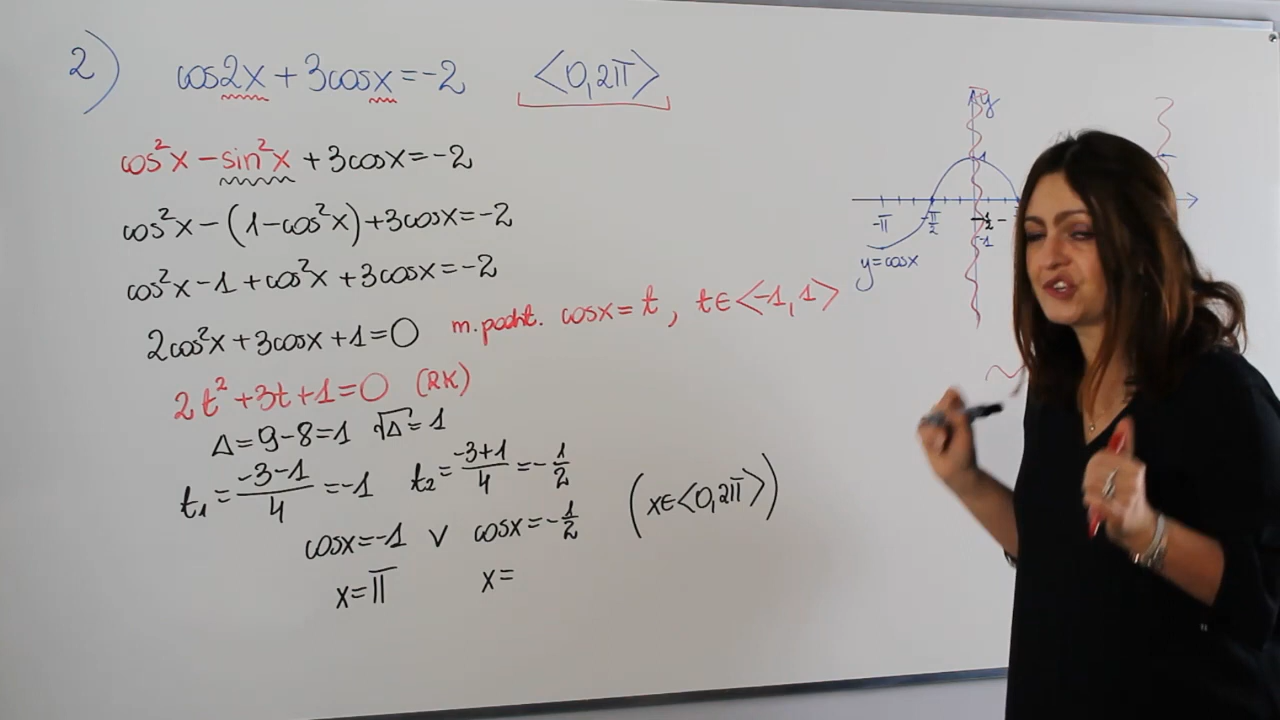 2) cos2x + 3cosx = -2 <0, 2π>
cos²x - sin²x + 3cosx = -2
cos²x - (1 - cos²x) + 3cosx = -2
cos²x - 1 + cos²x + 3cosx = -2
2cos²x + 3cosx + 1 = 0 m. podst. cosx = t, t∈<-1, 1>
2t² + 3t + 1 = 0 (RK)
Δ = 9 - 8 = 1 √Δ = 1
t₁ = (-3-1)/4 = -1 t₂ = (-3+1)/4 = -1/2
cosx = -1 ∨ cosx = -1/2 (x∈<0, 2π>)
x = π x =
y
1
-π -π/2 -1/2
-1
y = cosx